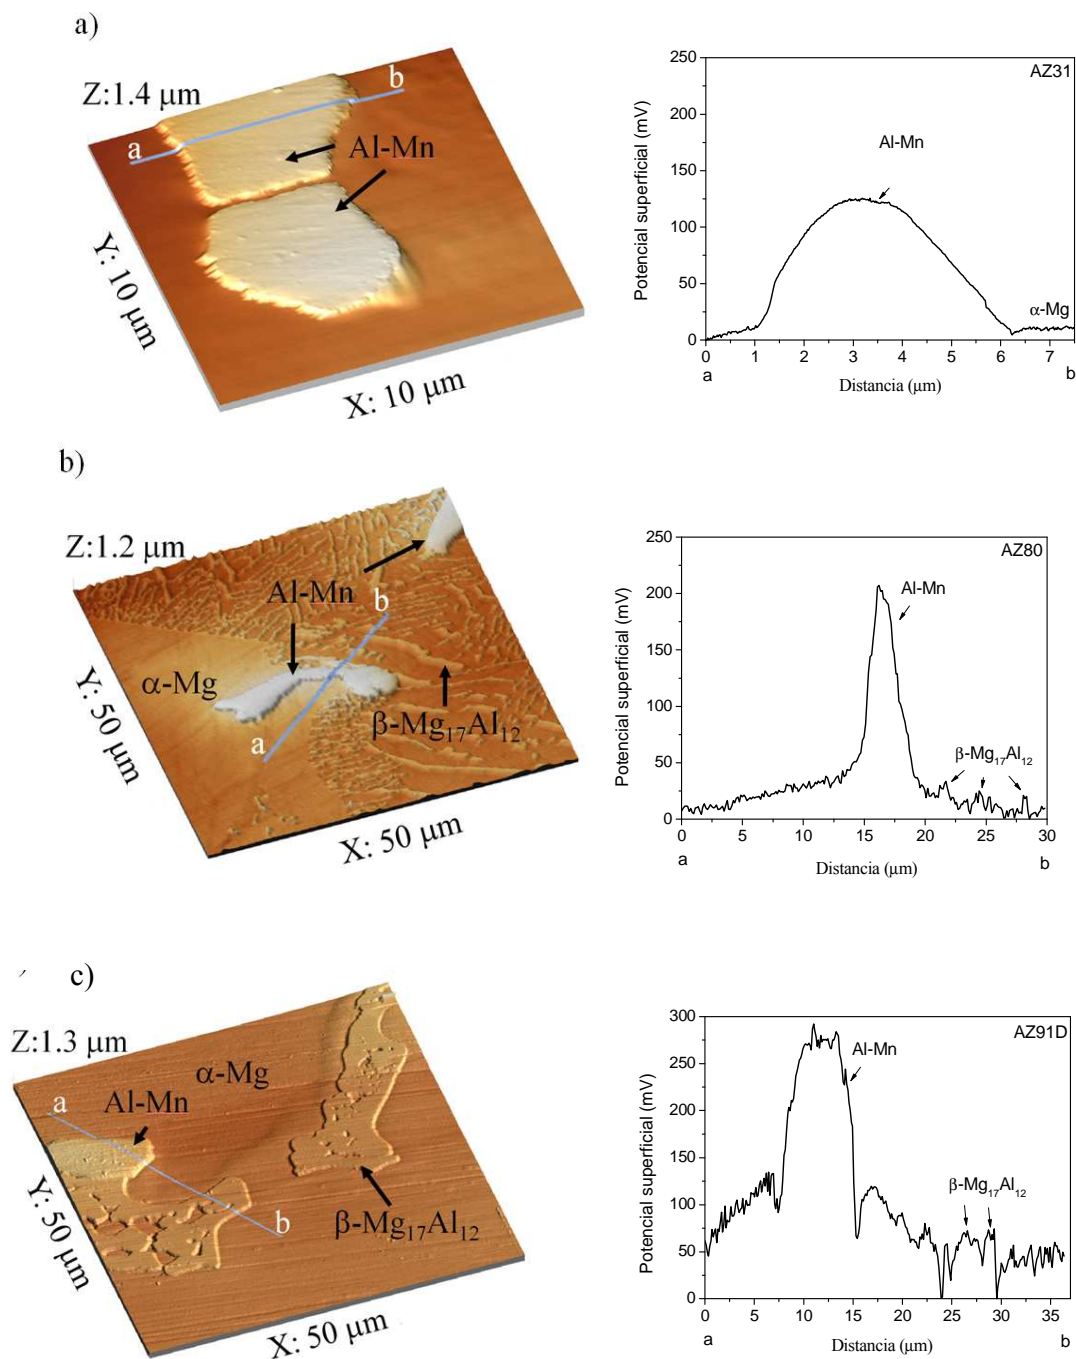 a)
Z:1.4 μm
a
b
Al-Mn
Y: 10 μm
X: 10 μm
250
200
150
100
50
0
Potencial superficial (mV)
AZ31
Al-Mn
α-Mg
0 1 2 3 4 5 6 7
a b
Distancia (μm)
b)
Z:1.2 μm
Al-Mn
b
α-Mg
a
β-Mg₁₇Al₁₂
Y: 50 μm
X: 50 μm
250
200
150
100
50
0
Potencial superficial (mV)
AZ80
Al-Mn
β-Mg₁₇Al₁₂
0 5 10 15 20 25 30
a b
Distancia (μm)
c)
Z:1.3 μm
α-Mg
a
Al-Mn
b
β-Mg₁₇Al₁₂
Y: 50 μm
X: 50 μm
300
250
200
150
100
50
0
Potencial superficial (mV)
AZ91D
Al-Mn
β-Mg₁₇Al₁₂
0 5 10 15 20 25 30 35
a b
Distancia (μm)